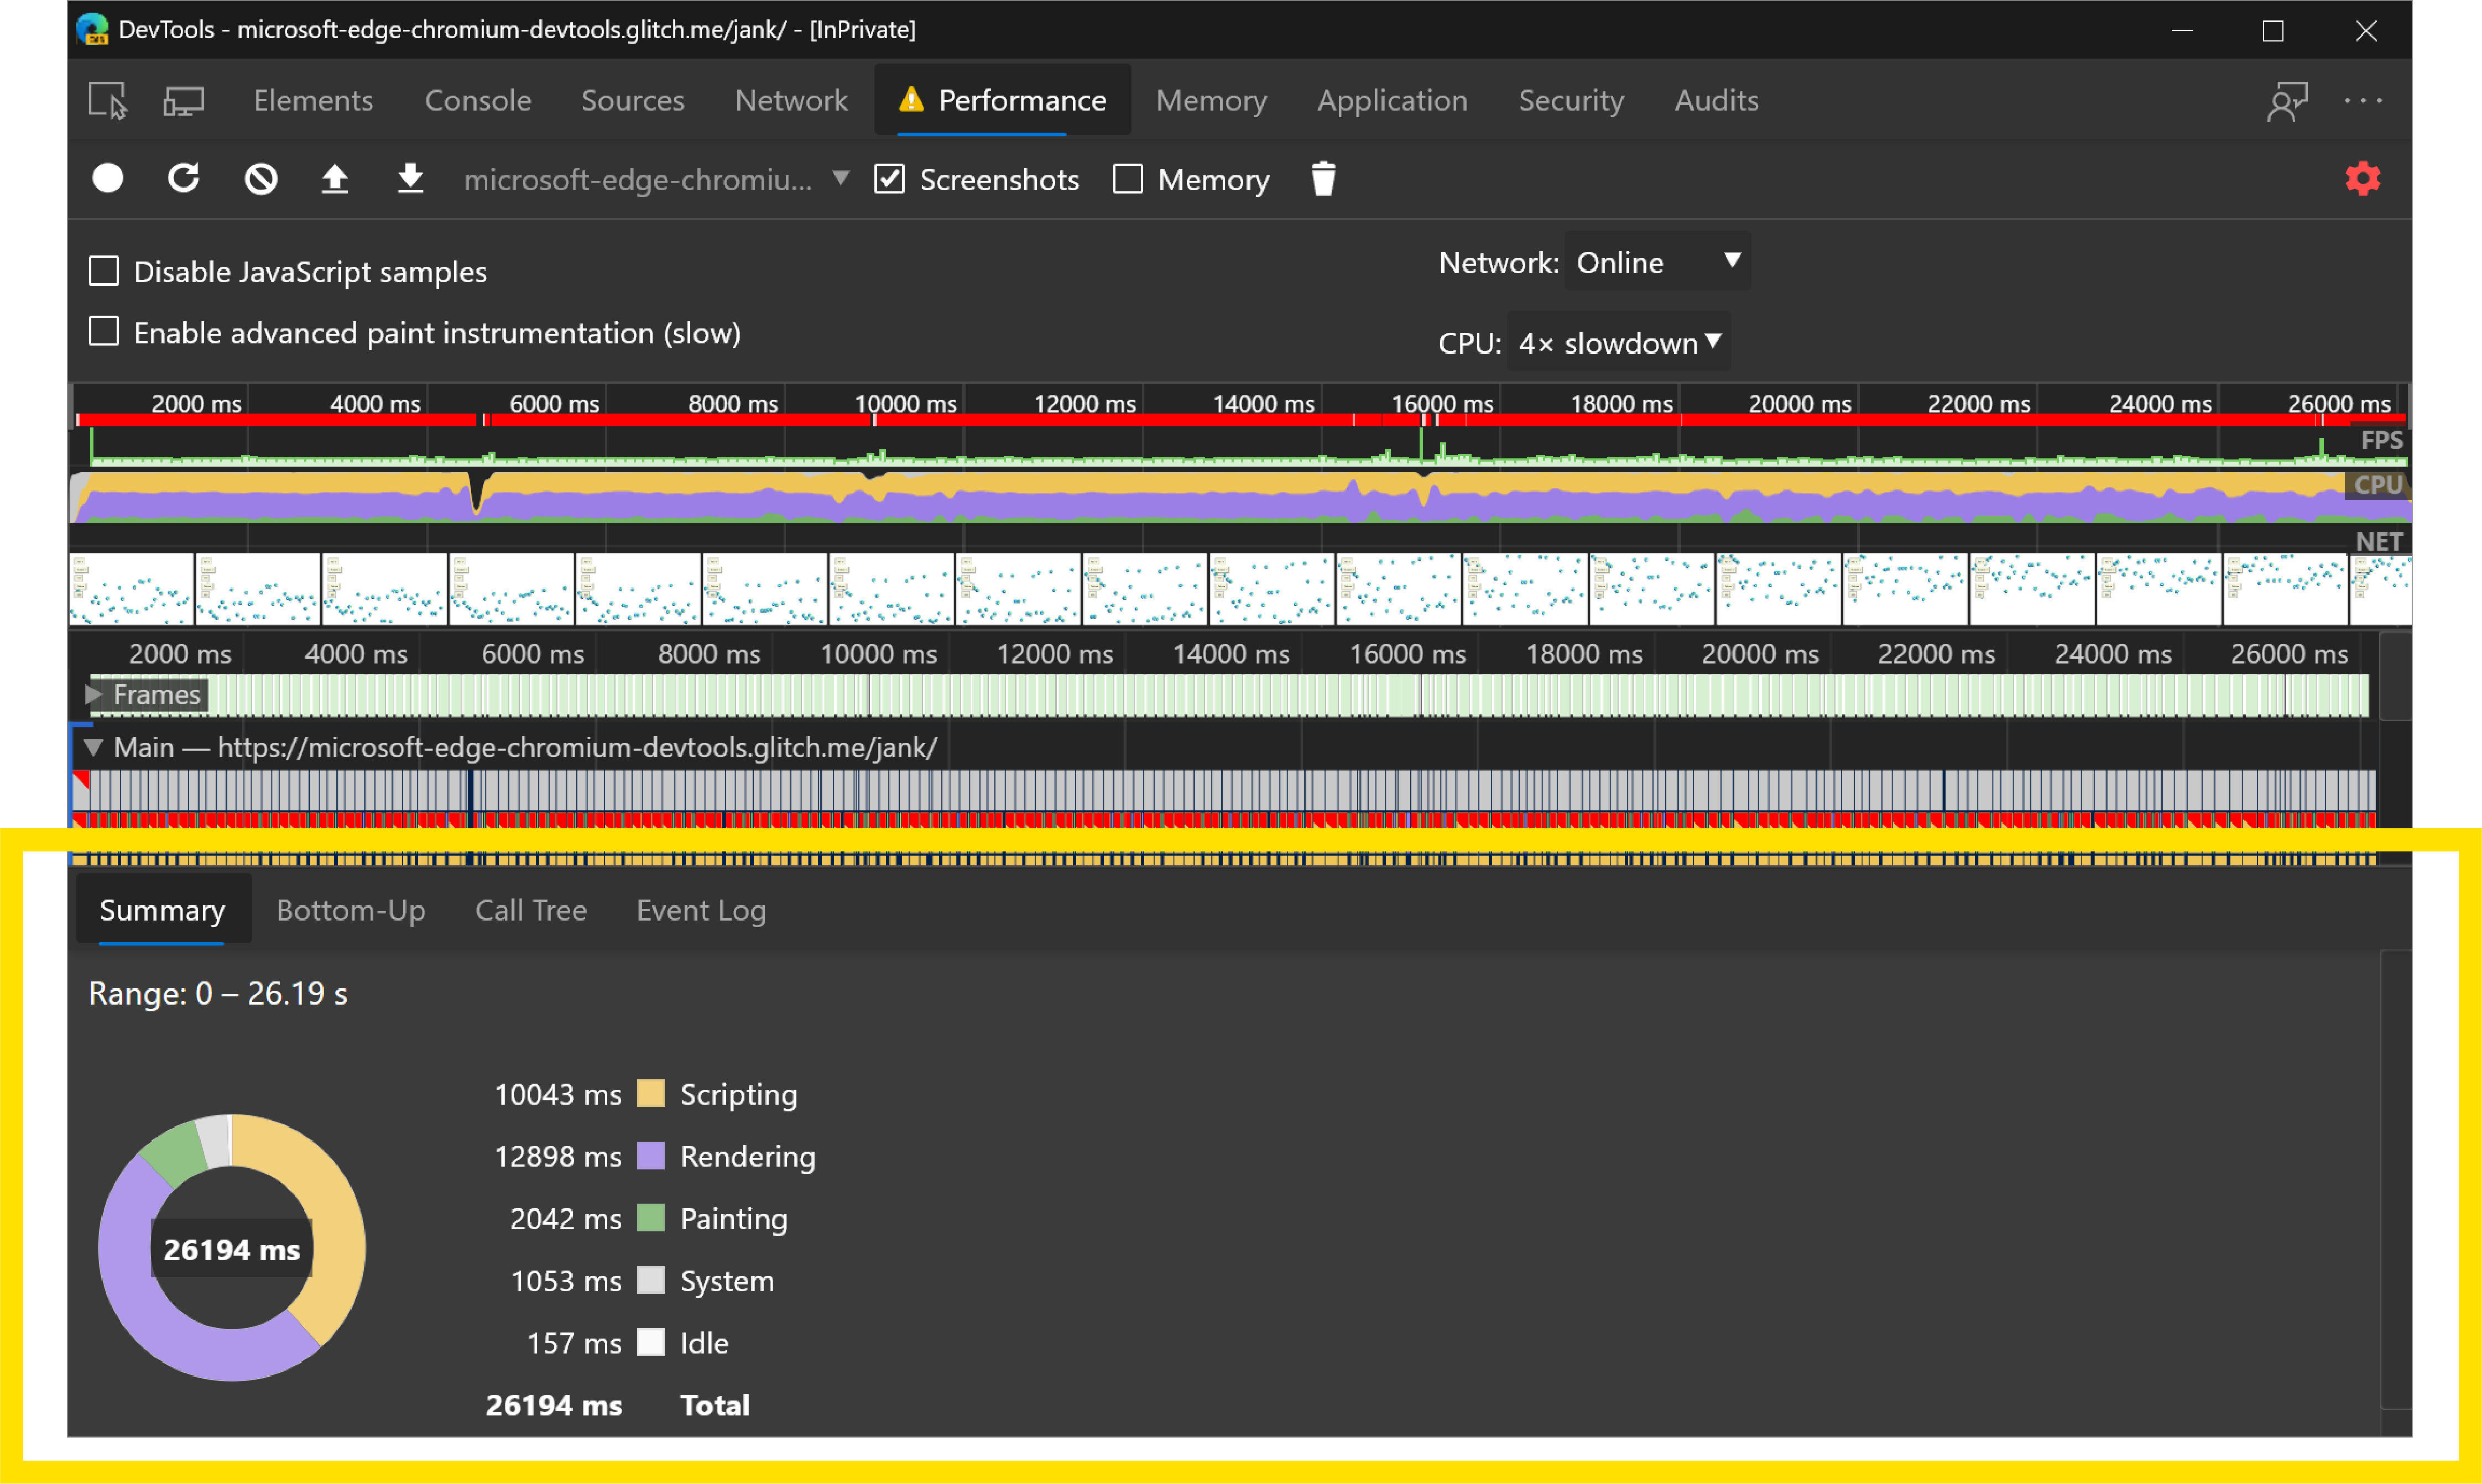 DevTools - microsoft-edge-chromium-devtools.glitch.me/jank/ - [InPrivate]
Elements Console Sources Network Performance Memory Application Security Audits
microsoft-edge-chromiu... Screenshots Memory
Disable JavaScript samples Network: Online
Enable advanced paint instrumentation (slow) CPU: 4× slowdown
2000 ms 4000 ms 6000 ms 8000 ms 10000 ms 12000 ms 14000 ms 16000 ms 18000 ms 20000 ms 22000 ms 24000 ms 26000 ms
FPS
CPU
NET
2000 ms 4000 ms 6000 ms 8000 ms 10000 ms 12000 ms 14000 ms 16000 ms 18000 ms 20000 ms 22000 ms 24000 ms 26000 ms
Frames
Main — https://microsoft-edge-chromium-devtools.glitch.me/jank/
Summary Bottom-Up Call Tree Event Log
Range: 0 – 26.19 s
10043 ms Scripting
12898 ms Rendering
2042 ms Painting
26194 ms
1053 ms System
157 ms Idle
26194 ms Total